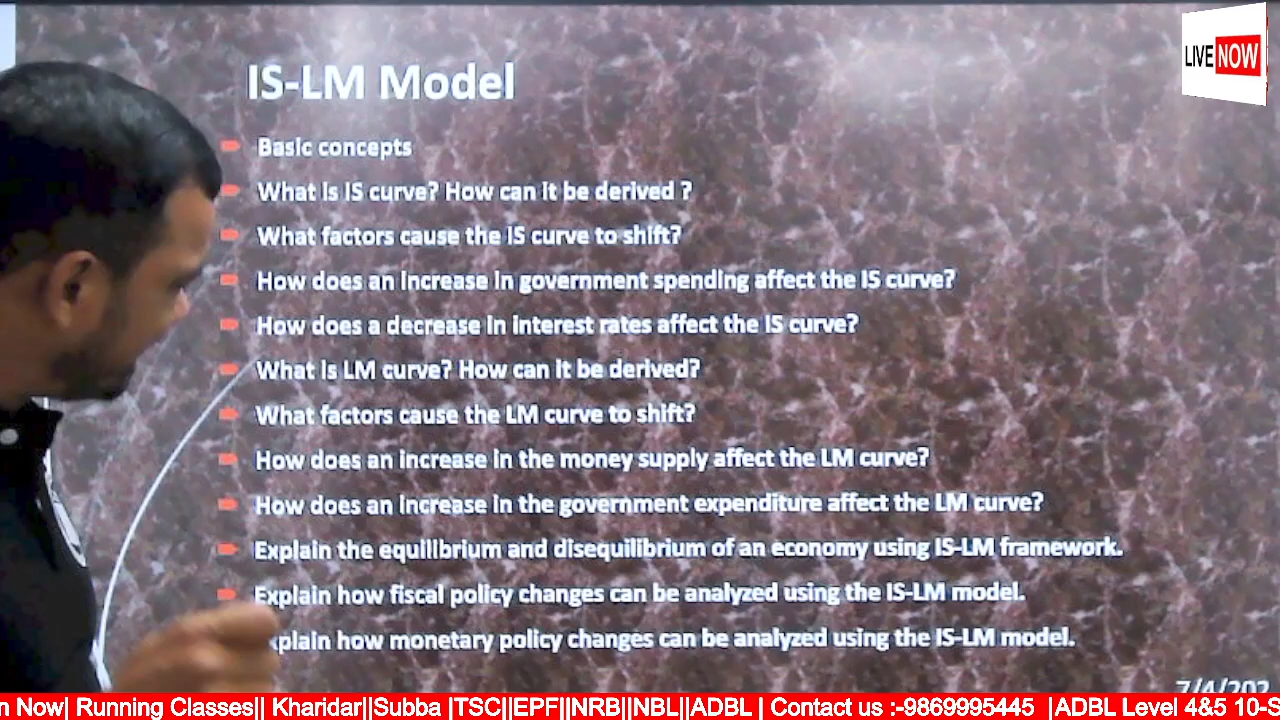 LIVE NOW
IS-LM Model
Basic concepts
What is IS curve? How can it be derived ?
What factors cause the IS curve to shift?
How does an increase in government spending affect the IS curve?
How does a decrease in interest rates affect the IS curve?
What is LM curve? How can it be derived?
What factors cause the LM curve to shift?
How does an increase in the money supply affect the LM curve?
How does an increase in the government expenditure affect the LM curve?
Explain the equilibrium and disequilibrium of an economy using IS-LM framework.
Explain how fiscal policy changes can be analyzed using the IS-LM model.
xplain how monetary policy changes can be analyzed using the IS-LM model.
7/4/202
n Now| Running Classes|| Kharidar||Subba |TSC||EPF||NRB||NBL||ADBL | Contact us :-9869995445 |ADBL Level 4&5 10-S